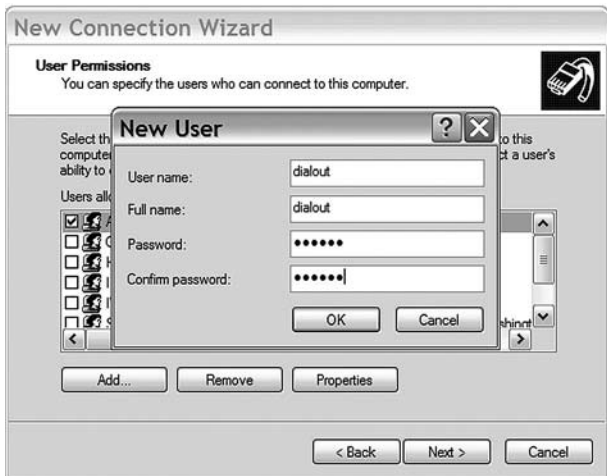 New Connection Wizard
User Permissions
You can specify the users who can connect to this computer.
Select th
o this
compute
ct a user's
ability to
Users allo
New User
User name:
dialout
Full name:
dialout
Password:
••••••
Confirm password:
••••••
OK
Cancel
Add...
Remove
Properties
< Back
Next >
Cancel